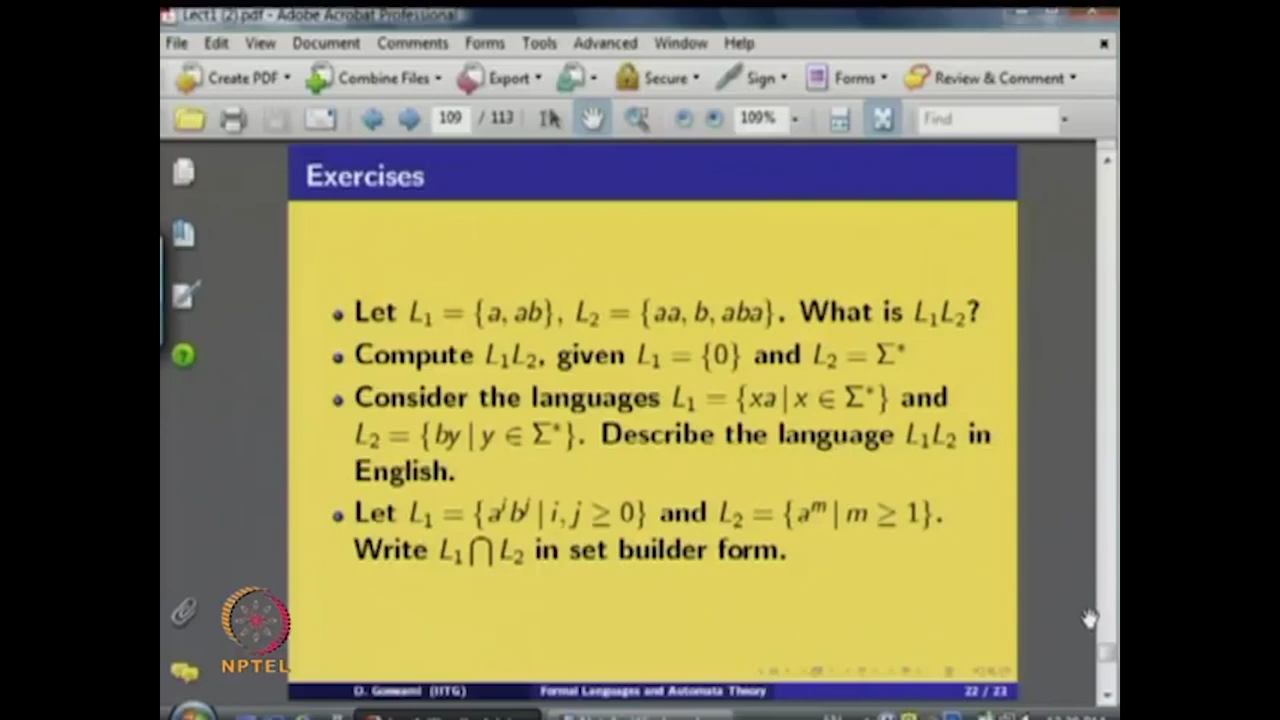 Lect1 (2).pdf - Adobe Acrobat Professional
File Edit View Document Comments Forms Tools Advanced Window Help
Create PDF Combine Files Export Secure Sign Forms Review & Comment
109 / 113 109% Find
Exercises
• Let L₁ = {a, ab}, L₂ = {aa, b, aba}. What is L₁L₂?
• Compute L₁L₂, given L₁ = {0} and L₂ = Σ*
• Consider the languages L₁ = {xa | x ∈ Σ*} and
L₂ = {by | y ∈ Σ*}. Describe the language L₁L₂ in
English.
• Let L₁ = {aⁱbʲ | i, j ≥ 0} and L₂ = {aᵐ | m ≥ 1}.
Write L₁ ⋂ L₂ in set builder form.
NPTEL
D. Goswami (IITG) Formal Languages and Automata Theory 22 / 23